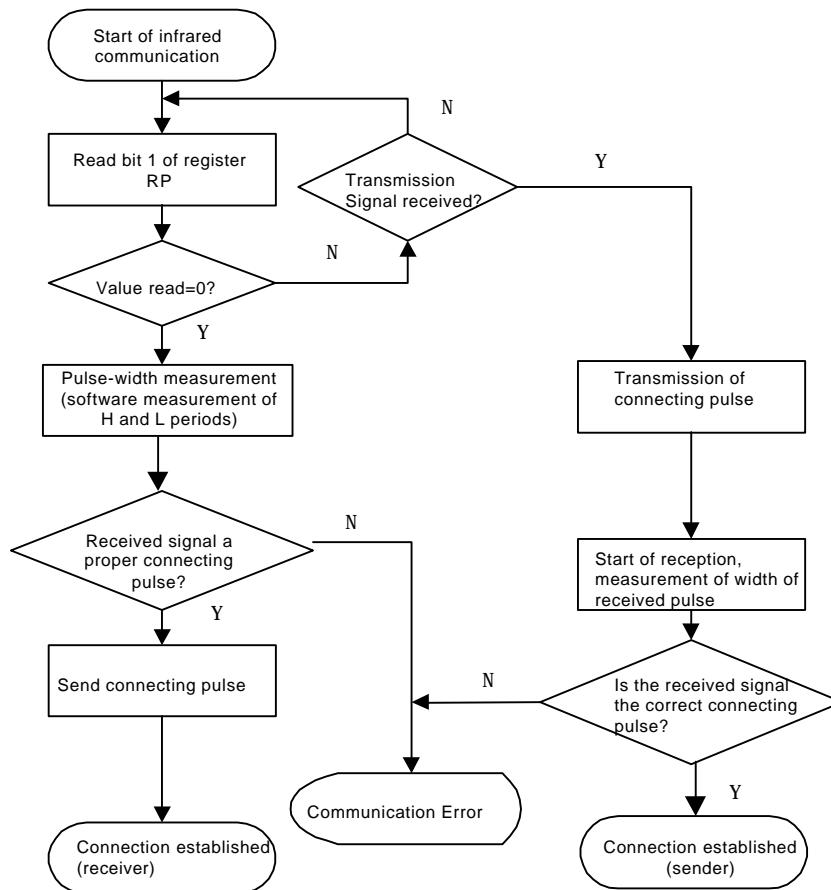 Start of infrared
communication
N
Read bit 1 of register
RP
Transmission
Signal received?
Y
N
Value read=0?
Y
Pulse-width measurement
(software measurement of
H and L periods)
Transmission of
connecting pulse
N
Received signal a
proper connecting
pulse?
Start of reception,
measurement of width of
received pulse
Y
Send connecting pulse
N
Is the received signal
the correct connecting
pulse?
Communication Error
Y
Connection established
(receiver)
Connection established
(sender)